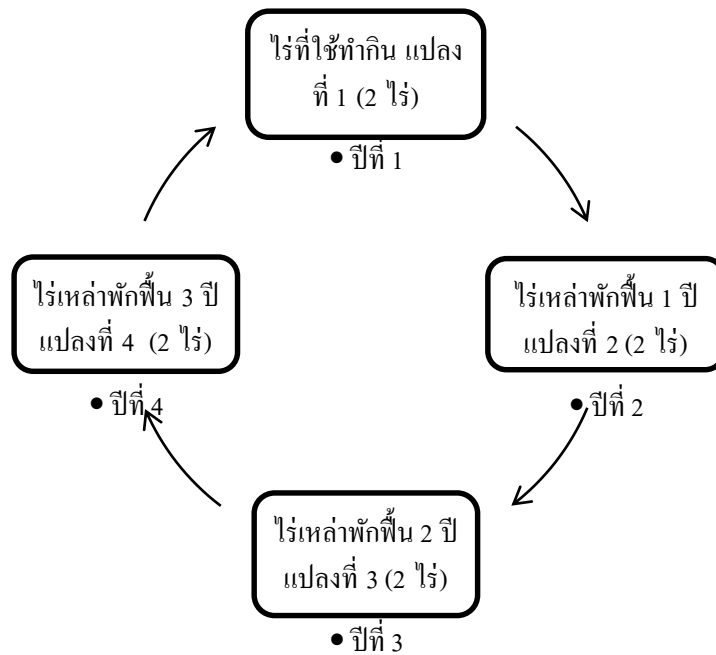 ไร่ที่ใช้ทำกิน แปลง
ที่ 1 (2 ไร่)
• ปีที่ 1
ไร่เหล่าพักฟื้น 1 ปี
แปลงที่ 2 (2 ไร่)
• ปีที่ 2
ไร่เหล่าพักฟื้น 2 ปี
แปลงที่ 3 (2 ไร่)
• ปีที่ 3
ไร่เหล่าพักฟื้น 3 ปี
แปลงที่ 4 (2 ไร่)
• ปีที่ 4